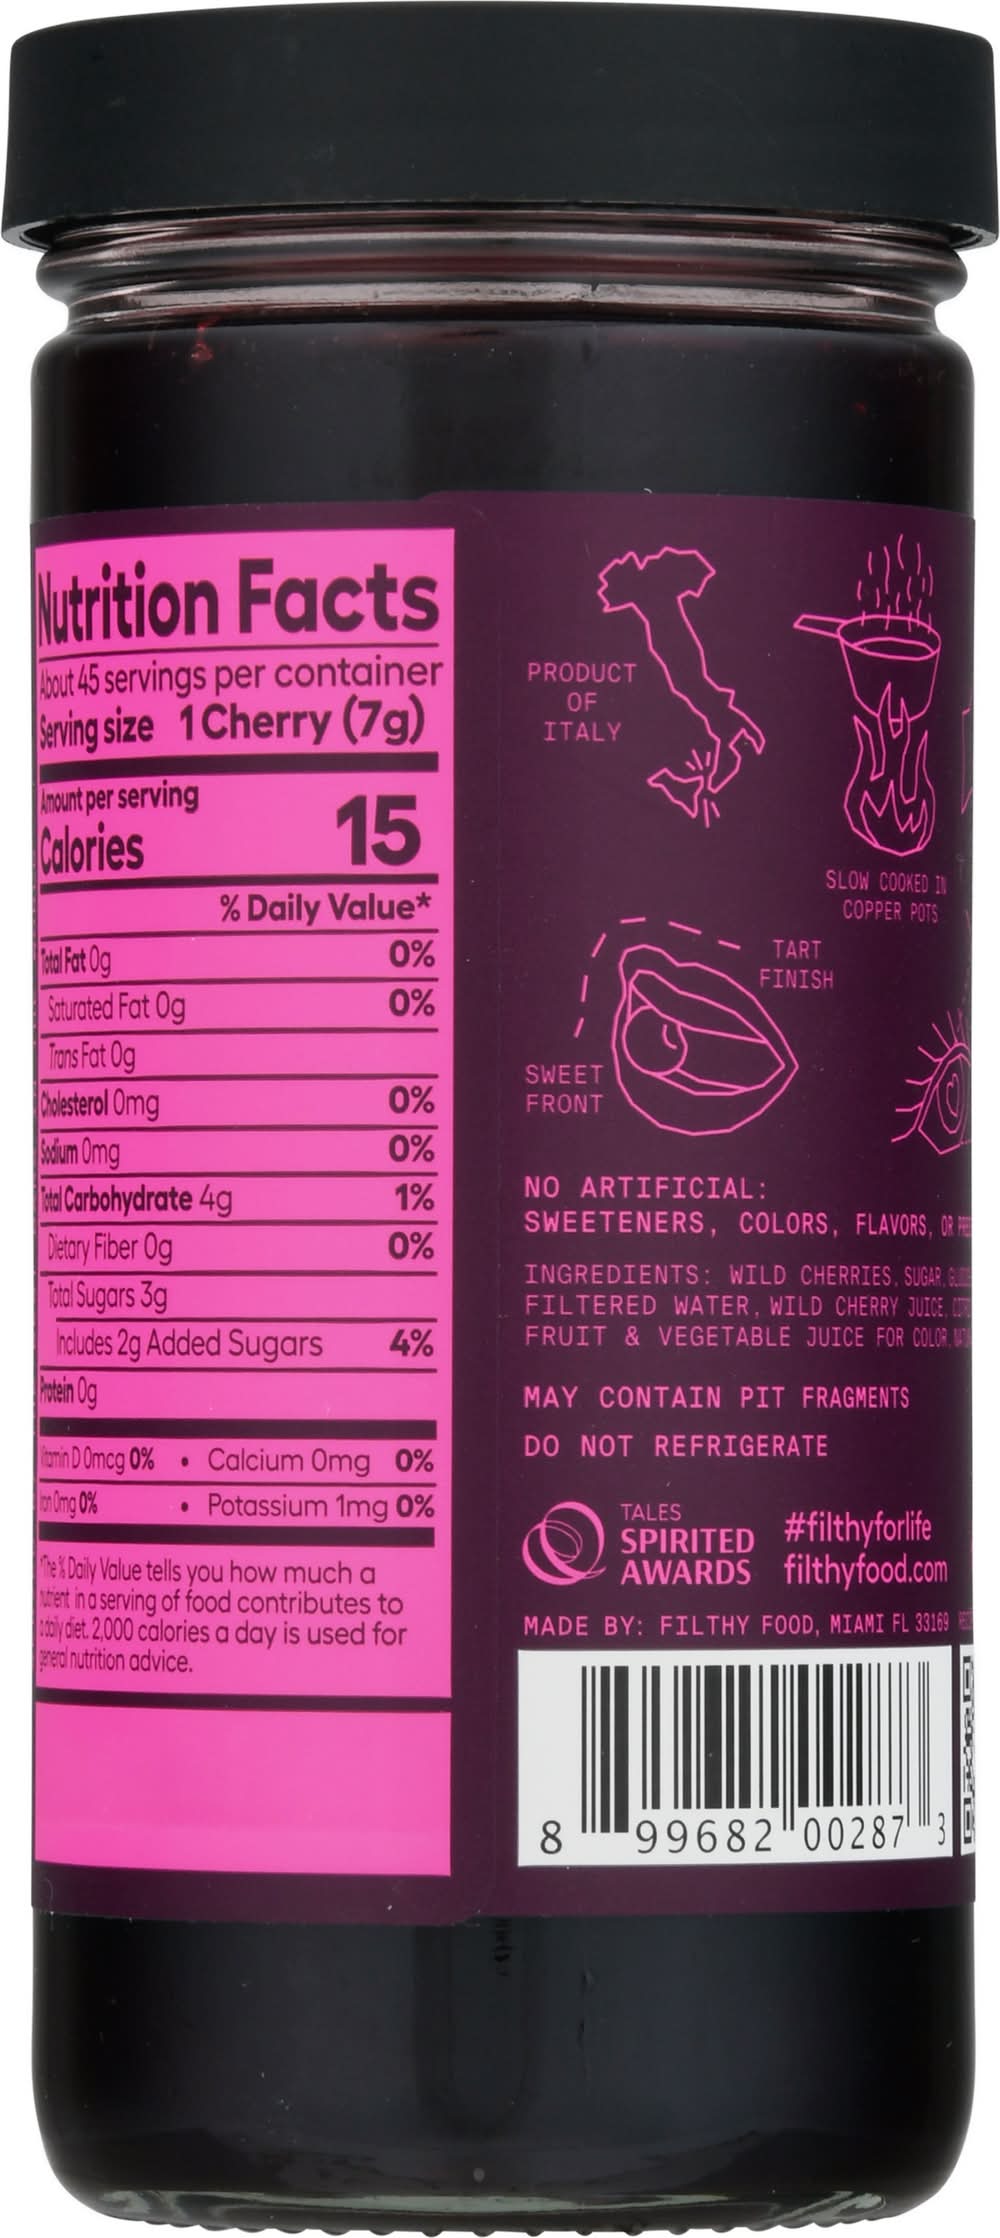 Nutrition Facts
About 45 servings per container
Serving size 1 Cherry (7g)
Amount per serving
Calories 15
% Daily Value*
Total Fat 0g 0%
Saturated Fat 0g 0%
Trans Fat 0g
Cholesterol 0mg 0%
Sodium 0mg 0%
Total Carbohydrate 4g 1%
Dietary Fiber 0g 0%
Total Sugars 3g
Includes 2g Added Sugars 4%
Protein 0g
Vitamin D 0mcg 0% • Calcium 0mg 0%
Iron 0mg 0% • Potassium 1mg 0%
*The % Daily Value tells you how much a
nutrient in a serving of food contributes to
a daily diet. 2,000 calories a day is used for
general nutrition advice.
PRODUCT
OF
ITALY
SLOW COOKED IN
COPPER POTS
TART
FINISH
SWEET
FRONT
NO ARTIFICIAL:
SWEETENERS, COLORS, FLAVORS, OR
INGREDIENTS: WILD CHERRIES, SUGAR,
FILTERED WATER, WILD CHERRY JUICE,
FRUIT & VEGETABLE JUICE FOR COLOR,
MAY CONTAIN PIT FRAGMENTS
DO NOT REFRIGERATE
TALES
SPIRITED
AWARDS
#filthyforlife
filthyfood.com
MADE BY: FILTHY FOOD, MIAMI FL 33169
8 99682 00287 3